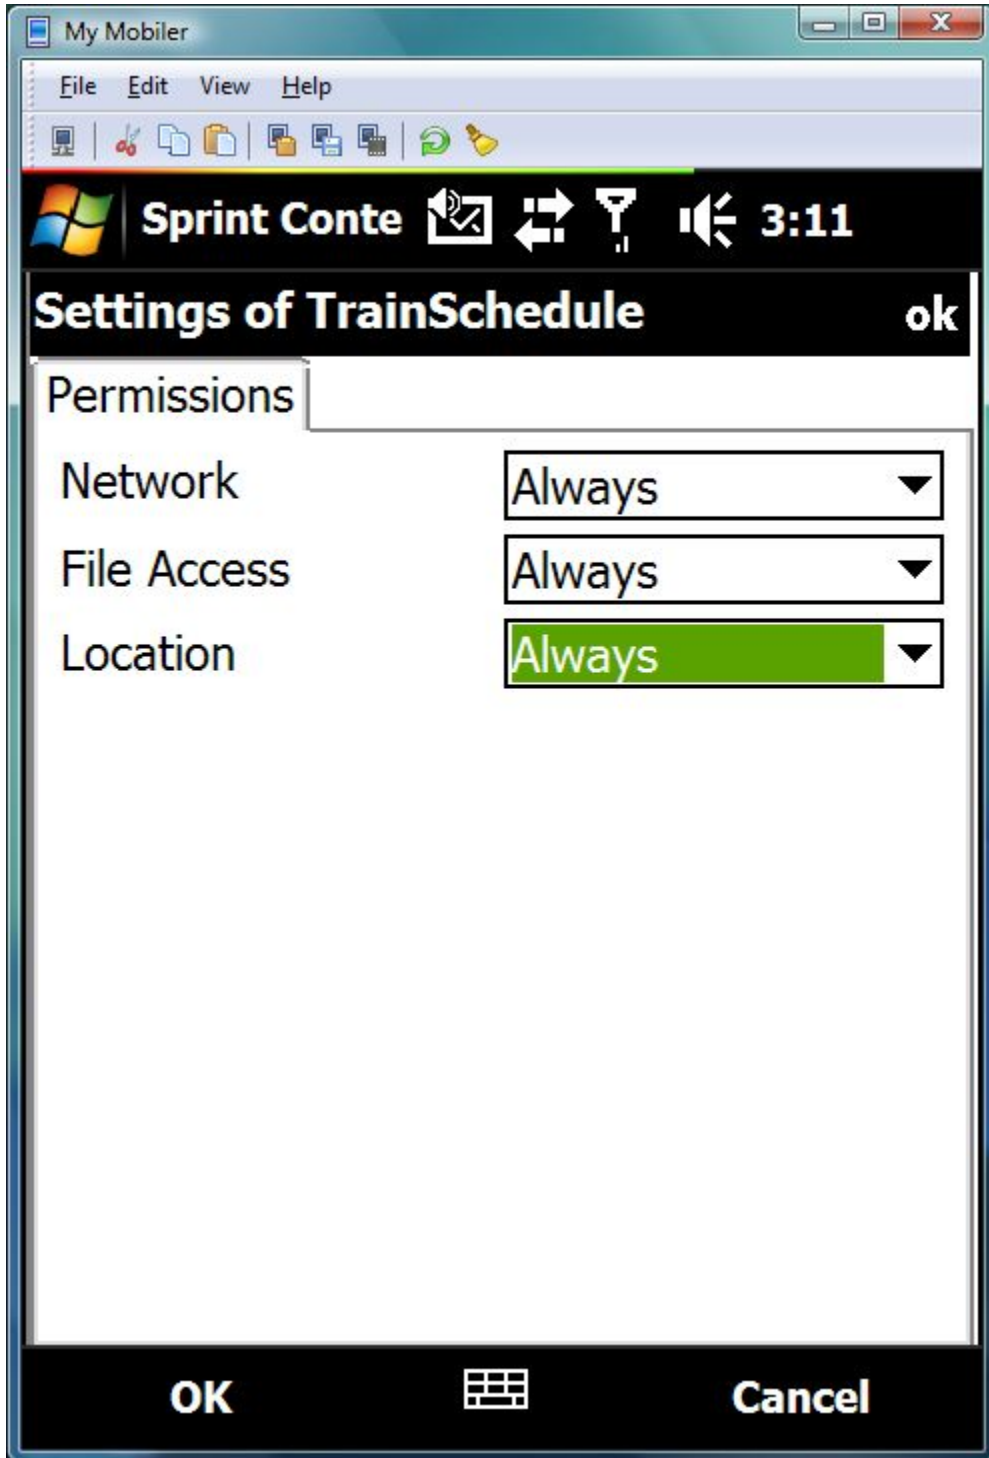 My Mobiler
File Edit View Help
Sprint Conte 3:11
Settings of TrainSchedule ok
Permissions
Network Always
File Access Always
Location Always
OK Cancel